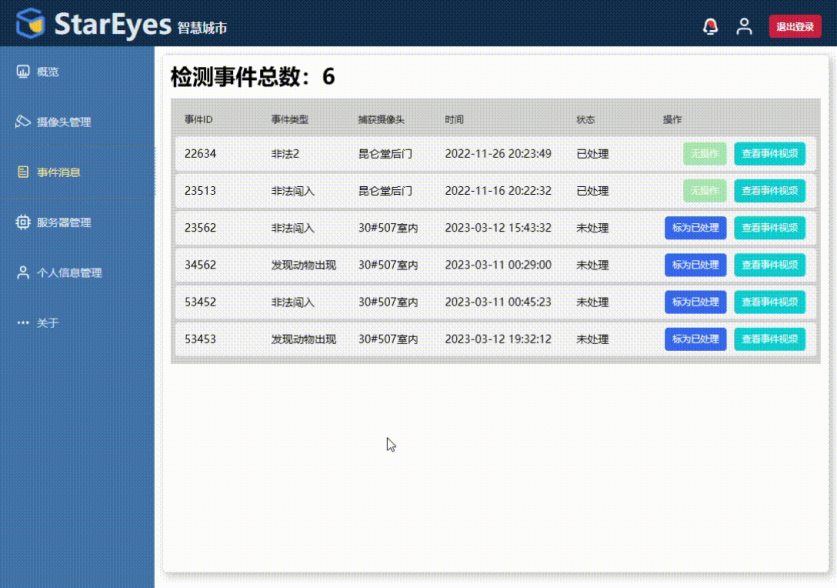 StarEyes 智慧城市
退出登录
概览
摄像头管理
事件消息
服务器管理
个人信息管理
关于
检测事件总数：6
事件ID 事件类型 捕获摄像头 时间 状态 操作
22634 非法2 昆仑堂后门 2022-11-26 20:23:49 已处理 无操作 查看事件视频
23513 非法闯入 昆仑堂后门 2022-11-16 20:22:32 已处理 无操作 查看事件视频
23562 非法闯入 30#507室内 2023-03-12 15:43:32 未处理 标为已处理 查看事件视频
34562 发现动物出现 30#507室内 2023-03-11 00:29:00 未处理 标为已处理 查看事件视频
53452 非法闯入 30#507室内 2023-03-11 00:45:23 未处理 标为已处理 查看事件视频
53453 发现动物出现 30#507室内 2023-03-12 19:32:12 未处理 标为已处理 查看事件视频